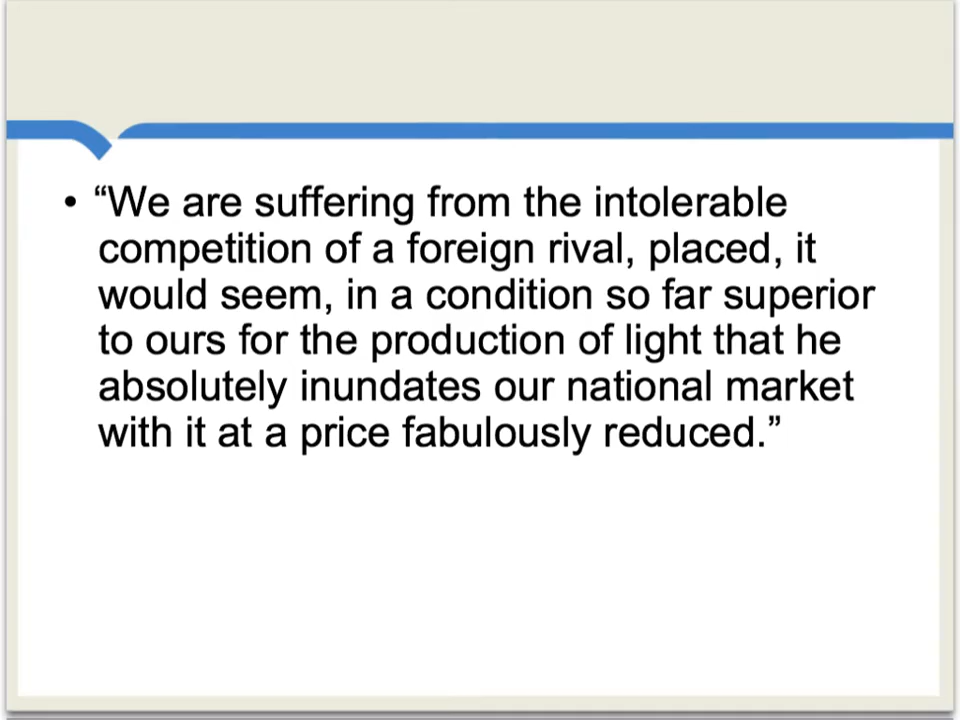 • “We are suffering from the intolerable
competition of a foreign rival, placed, it
would seem, in a condition so far superior
to ours for the production of light that he
absolutely inundates our national market
with it at a price fabulously reduced.”